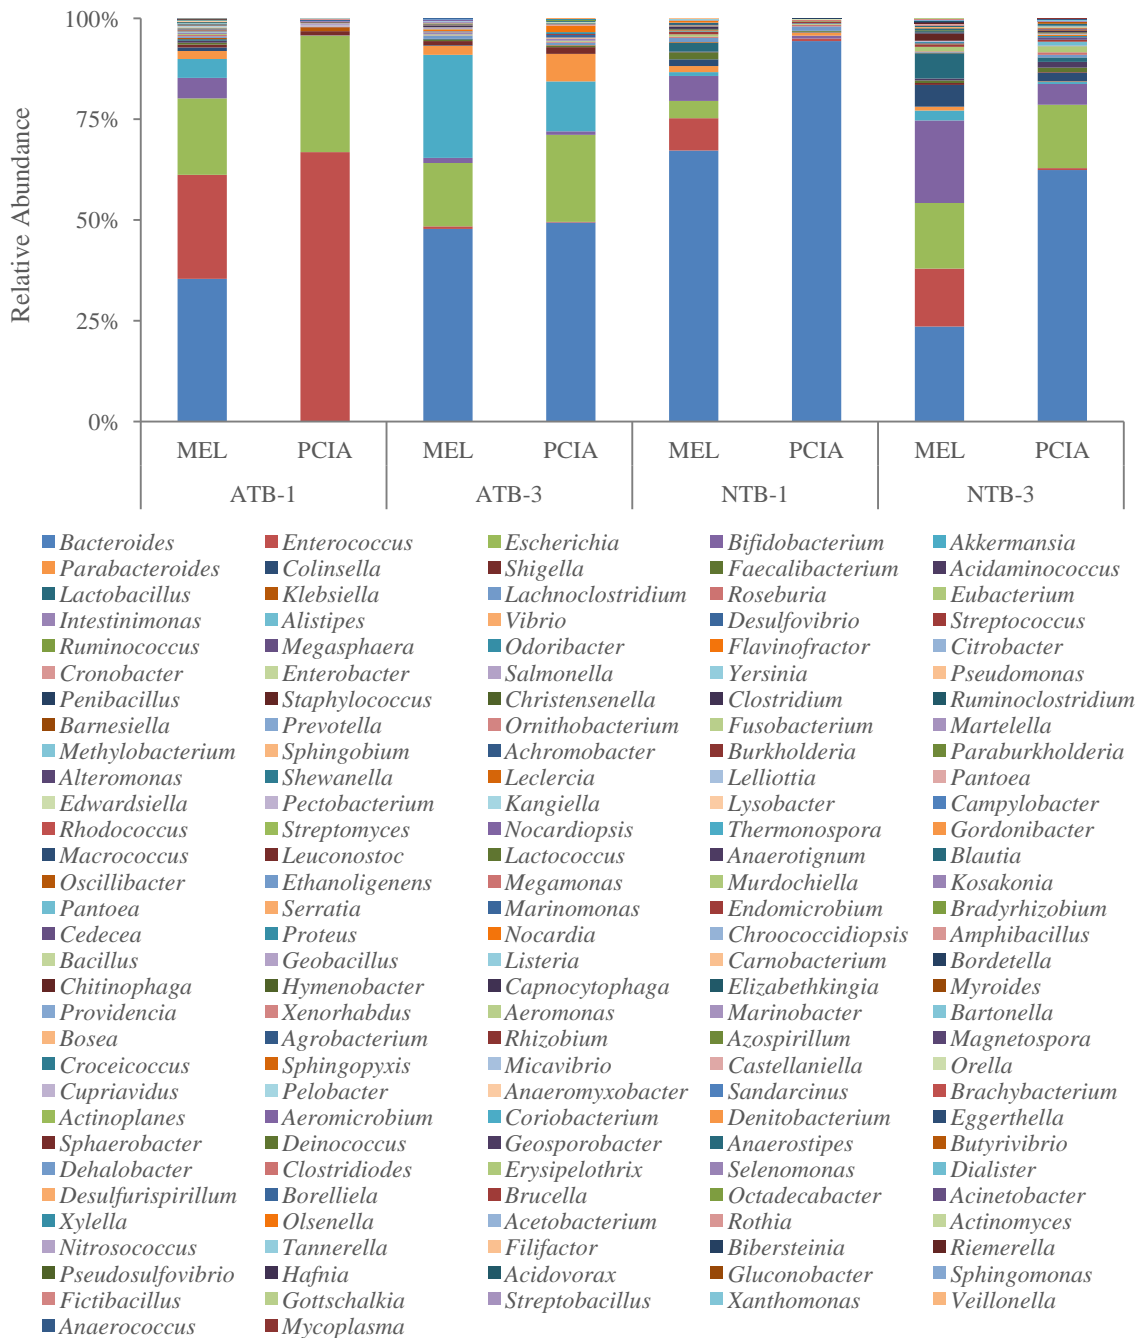 100%
75%
50%
25%
0%
Relative Abundance
MEL PCIA MEL PCIA MEL PCIA MEL PCIA
ATB-1 ATB-3 NTB-1 NTB-3
Bacteroides Enterococcus Escherichia Bifidobacterium Akkermansia
Parabacteroides Colinsella Shigella Faecalibacterium Acidaminococcus
Lactobacillus Klebsiella Lachnoclostridium Roseburia Eubacterium
Intestinimonas Alistipes Vibrio Desulfovibrio Streptococcus
Ruminococcus Megasphaera Odoribacter Flavinofractor Citrobacter
Cronobacter Enterobacter Salmonella Yersinia Pseudomonas
Penibacillus Staphylococcus Christensenella Clostridium Ruminoclostridium
Barnesiella Prevotella Ornithobacterium Fusobacterium Martelella
Methylobacterium Sphingobium Achromobacter Burkholderia Paraburkholderia
Alteromonas Shewanella Leclercia Lelliottia Pantoea
Edwardsiella Pectobacterium Kangiella Lysobacter Campylobacter
Rhodococcus Streptomyces Nocardiopsis Thermonospora Gordonibacter
Macrococcus Leuconostoc Lactococcus Anaerotignum Blautia
Oscillibacter Ethanoligenens Megamonas Murdochiella Kosakonia
Pantoea Serratia Marinomonas Endomicrobium Bradyrhizobium
Cedecea Proteus Nocardia Chroococcidiopsis Amphibacillus
Bacillus Geobacillus Listeria Carnobacterium Bordetella
Chitinophaga Hymenobacter Capnocytophaga Elizabethkingia Myroides
Providencia Xenorhabdus Aeromonas Marinobacter Bartonella
Bosea Agrobacterium Rhizobium Azospirillum Magnetospora
Croceicoccus Sphingopyxis Micavibrio Castellaniella Orella
Cupriavidus Pelobacter Anaeromyxobacter Sandarcinus Brachybacterium
Actinoplanes Aeromicrobium Coriobacterium Denitobacterium Eggerthella
Sphaerobacter Deinococcus Geosporobacter Anaerostipes Butyrivibrio
Dehalobacter Clostridiodes Erysipelothrix Selenomonas Dialister
Desulfurispirillum Borelliela Brucella Octadecabacter Acinetobacter
Xylella Olsenella Acetobacterium Rothia Actinomyces
Nitrosococcus Tannerella Filifactor Bibersteinia Riemerella
Pseudosulfovibrio Hafnia Acidovorax Gluconobacter Sphingomonas
Fictibacillus Gottschalkia Streptobacillus Xanthomonas Veillonella
Anaerococcus Mycoplasma